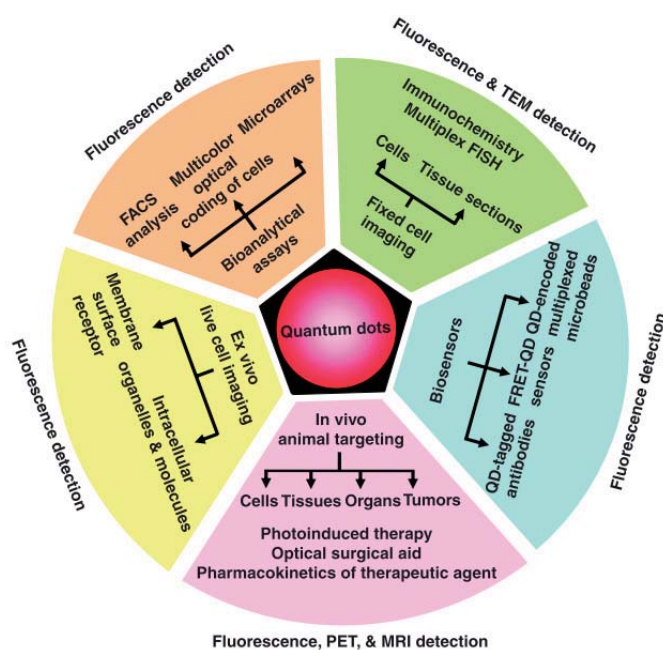 Fluorescence detection
Microarrays
Multicolor
optical
coding of cells
FACS
analysis
Bioanalytical
assays
Fluorescence & TEM detection
Immunochemistry
Multiplex FISH
Cells Tissue sections
Fixed cell
imaging
Fluorescence detection
Biosensors
QD-encoded
multiplexed
microbeads
FRET-QD
sensors
QD-tagged
antibodies
Quantum dots
Fluorescence detection
Membrane
surface
receptor
Ex vivo
live cell imaging
Intracellular
organelles & molecules
In vivo
animal targeting
Cells Tissues Organs Tumors
Photoinduced therapy
Optical surgical aid
Pharmacokinetics of therapeutic agent
Fluorescence, PET, & MRI detection